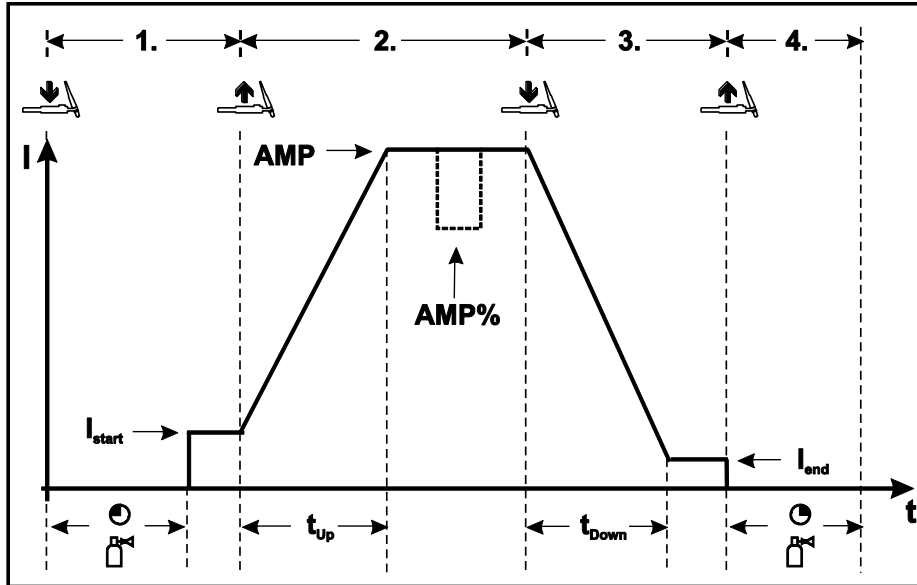 1.
2.
3.
4.
I
AMP
AMP%
Istart
Iend
t
tUp
tDown